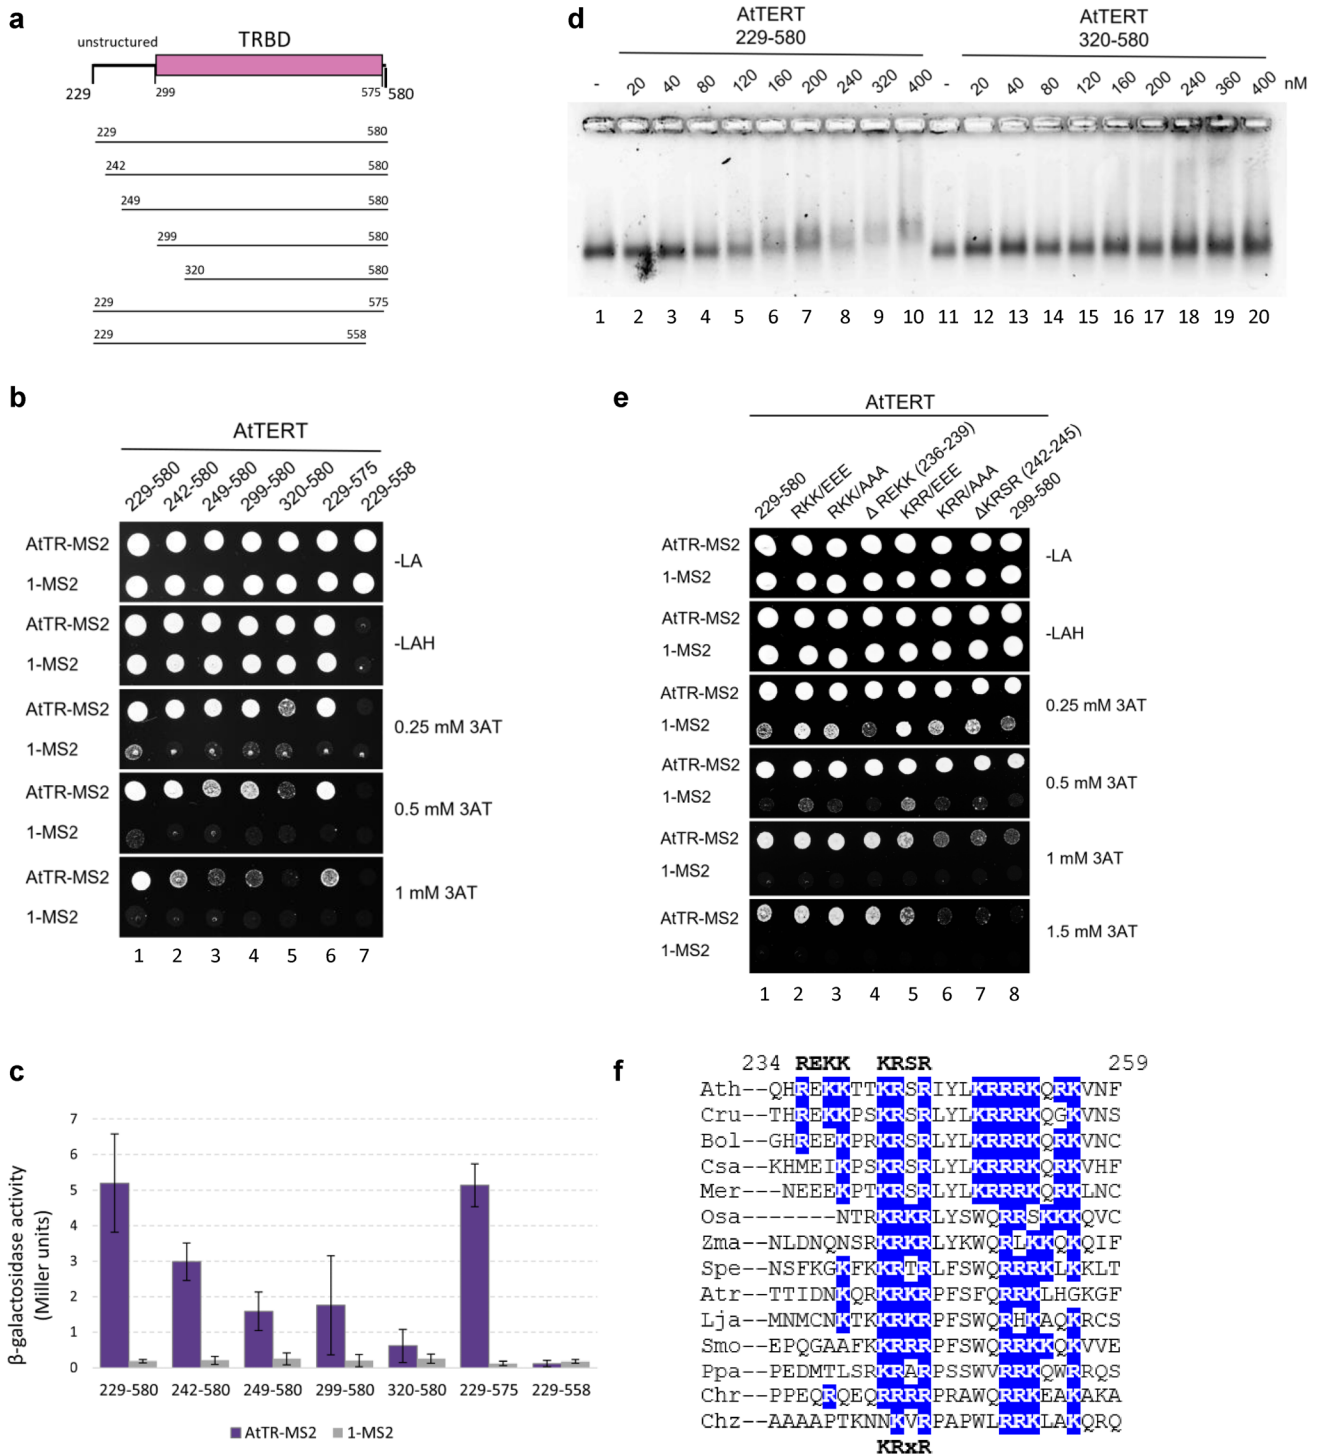 a
unstructured TRBD
229 299 575 580
229 580
242 580
249 580
299 580
320 580
229 575
229 558
b
AtTERT
229-580 242-580 249-580 299-580 320-580 229-575 229-558
AtTR-MS2
1-MS2
-LA
AtTR-MS2
1-MS2
-LAH
AtTR-MS2
1-MS2
0.25 mM 3AT
AtTR-MS2
1-MS2
0.5 mM 3AT
AtTR-MS2
1-MS2
1 mM 3AT
1 2 3 4 5 6 7
c
β-galactosidase activity
(Miller units)
7
6
5
4
3
2
1
0
229-580 242-580 249-580 299-580 320-580 229-575 229-558
AtTR-MS2 1-MS2
d
AtTERT
229-580
AtTERT
320-580
- 20 40 80 120 160 200 240 320 400 - 20 40 80 120 160 200 240 360 400 nM
1 2 3 4 5 6 7 8 9 10 11 12 13 14 15 16 17 18 19 20
e
AtTERT
229-580 RKK/EEE RKK/AAA Δ REKK (236-239) KRR/EEE KRR/AAA ΔKRSR (242-245) 299-580
AtTR-MS2
1-MS2
-LA
AtTR-MS2
1-MS2
-LAH
AtTR-MS2
1-MS2
0.25 mM 3AT
AtTR-MS2
1-MS2
0.5 mM 3AT
AtTR-MS2
1-MS2
1 mM 3AT
AtTR-MS2
1-MS2
1.5 mM 3AT
1 2 3 4 5 6 7 8
f
234 REKK KRSR 259
Ath--QHREKKTTKRSRIYLKRRRKQRKVNF
Cru--THREKKPSKRSRLYLKRRRKQGKVNS
Bol--GHREEKPRKRSRLYLKRRRKQRKVNC
Csa--KHMEIKPSKRSRLYLKRRRKQRKVHF
Mer---NEEEKPTKRSRLYLKRRRKQRKLNC
Osa-------NTRKRKRLYSWQRRSKKKQVC
Zma--NLDNQNSRKRKRLYKWQRLKKQKQIF
Spe--NSFKGKFKKRTRLFSWQRRRKLKKLT
Atr--TTIDNKQRKRKRPFSFQRRKLHGKGF
Lja--MNMCNKTKKRKRPFSWQRHKAQKRCS
Smo--EPQGAAFKKRRRPFSWQRRKKQKVVE
Ppa--PEDMTLSRKRARPSSWVRRKQWRRQS
Chr--PPEQRQEQRRRRPRAWQRRKEAKAKA
Chz--AAAAPTKNNKVRPAPWLRRKLAKQRQ
KRxR